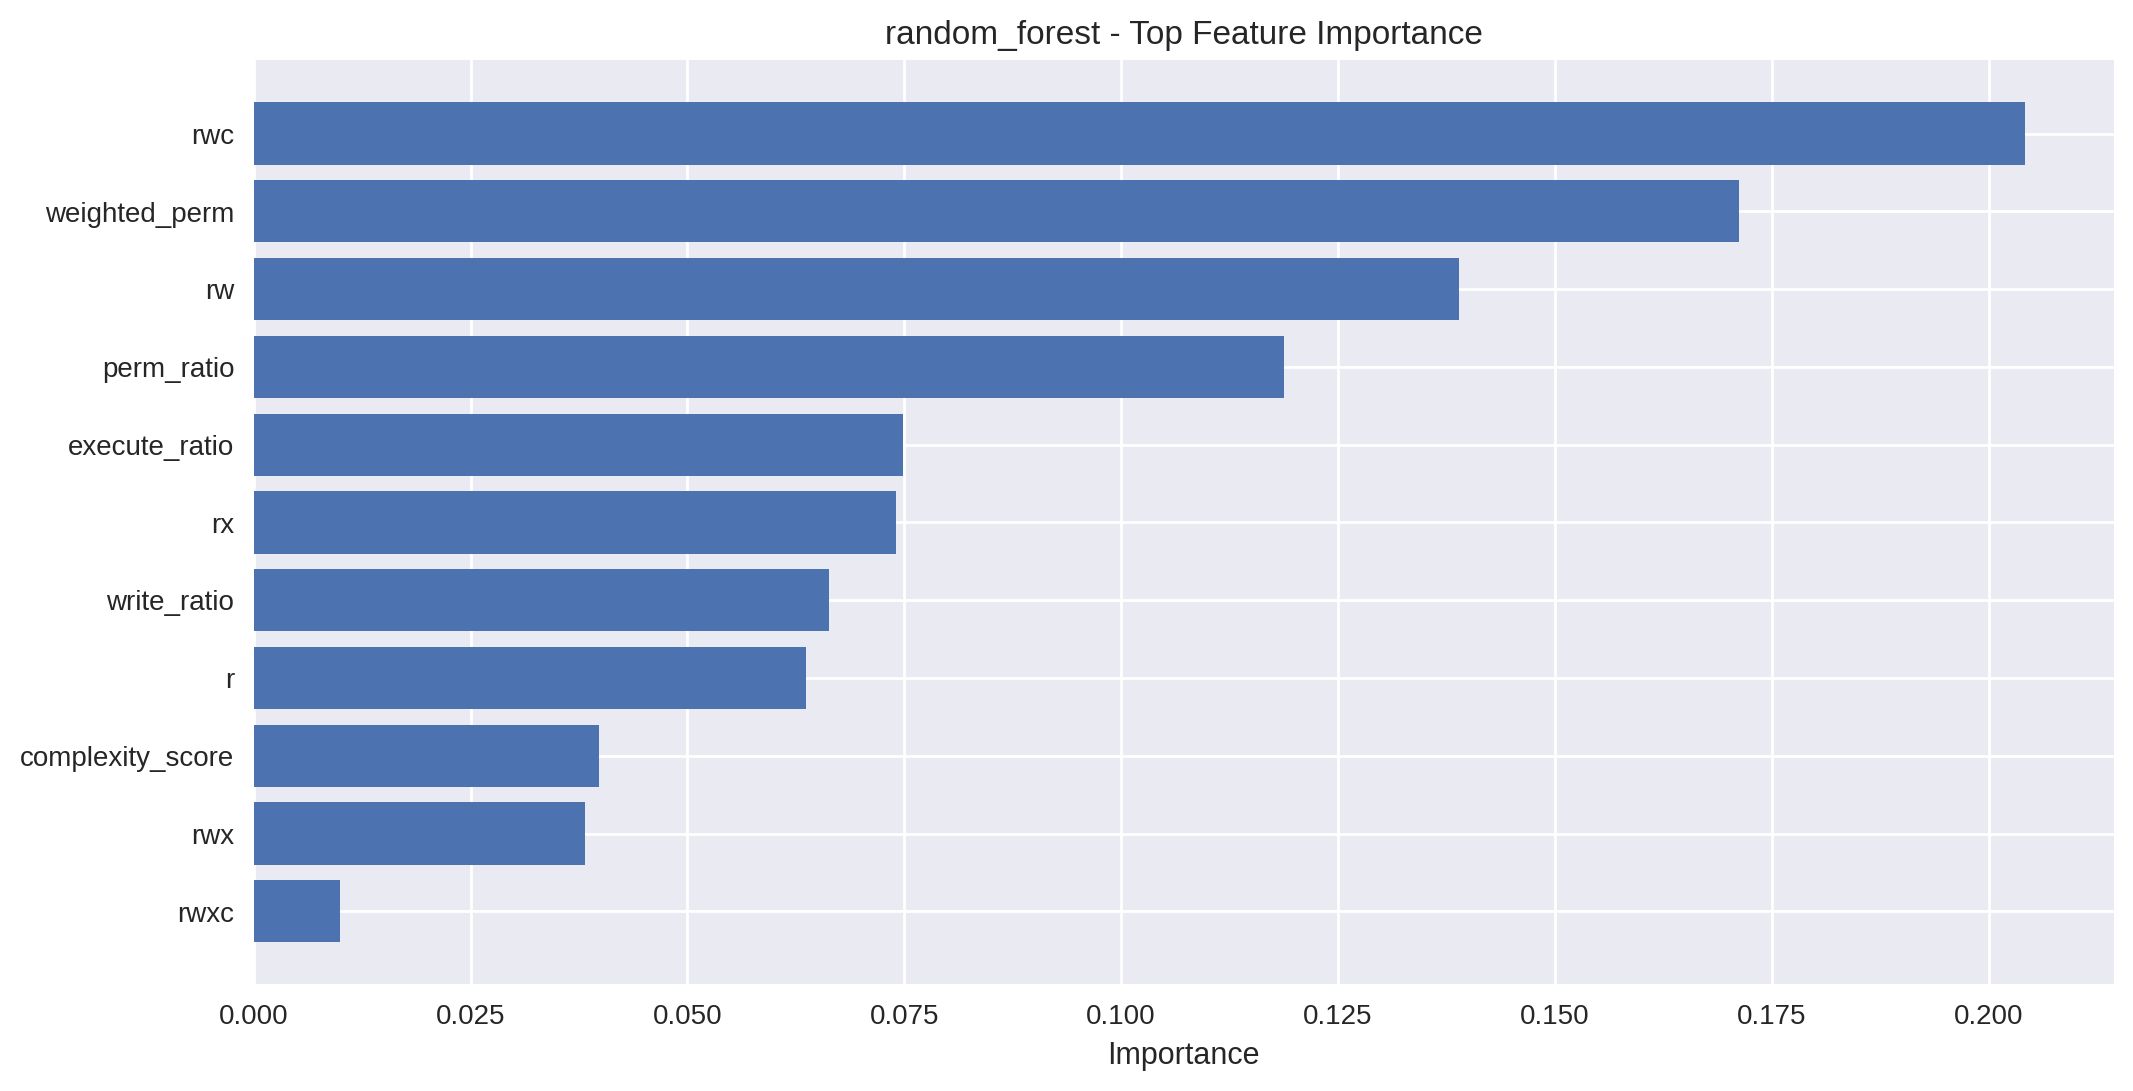 random_forest - Top Feature Importance
rwc
weighted_perm
rw
perm_ratio
execute_ratio
rx
write_ratio
r
complexity_score
rwx
rwxc
0.000 0.025 0.050 0.075 0.100 0.125 0.150 0.175 0.200
Importance